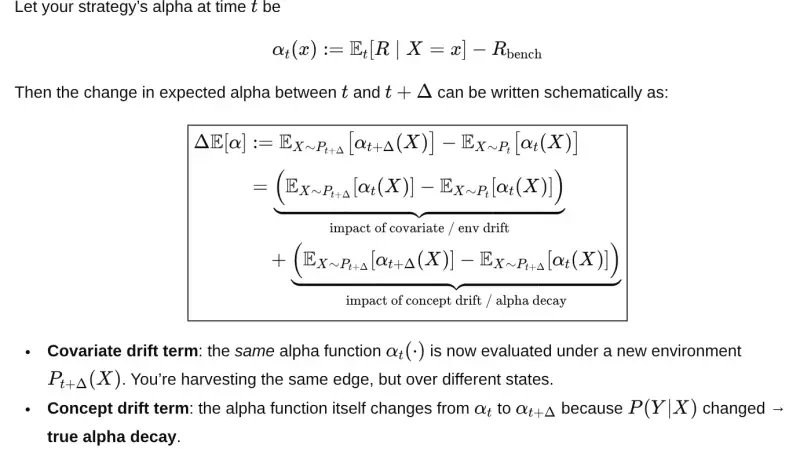 Let your strategy’s alpha at time t be
α_t(x) := 𝔼_t[R | X = x] − R_bench
Then the change in expected alpha between t and t + Δ can be written schematically as:
Δ𝔼[α] := 𝔼_{X∼P_{t+Δ}}[α_{t+Δ}(X)] − 𝔼_{X∼P_t}[α_t(X)]
= (𝔼_{X∼P_{t+Δ}}[α_t(X)] − 𝔼_{X∼P_t}[α_t(X)])
impact of covariate / env drift
+ (𝔼_{X∼P_{t+Δ}}[α_{t+Δ}(X)] − 𝔼_{X∼P_{t+Δ}}[α_t(X)])
impact of concept drift / alpha decay
• Covariate drift term: the same alpha function α_t(·) is now evaluated under a new environment
P_{t+Δ}(X). You’re harvesting the same edge, but over different states.
• Concept drift term: the alpha function itself changes from α_t to α_{t+Δ} because P(Y|X) changed →
true alpha decay.